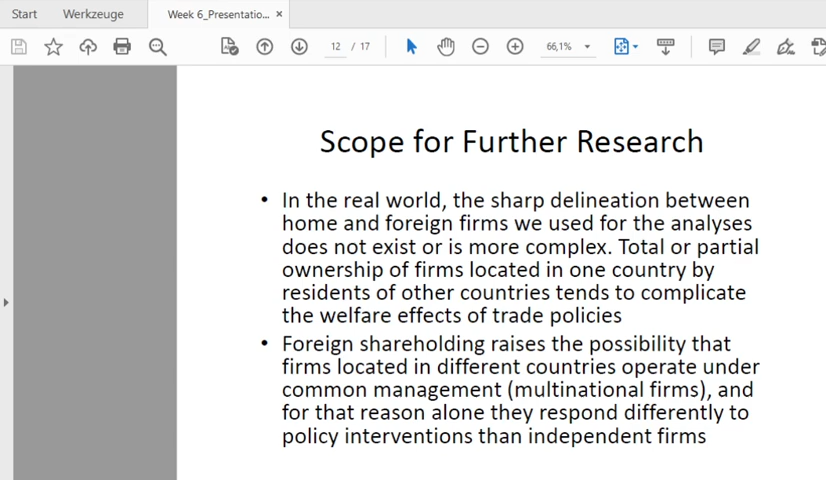 Start Werkzeuge Week 6_Presentatio... ×
12 / 17 66,1%
Scope for Further Research
• In the real world, the sharp delineation between
home and foreign firms we used for the analyses
does not exist or is more complex. Total or partial
ownership of firms located in one country by
residents of other countries tends to complicate
the welfare effects of trade policies
• Foreign shareholding raises the possibility that
firms located in different countries operate under
common management (multinational firms), and
for that reason alone they respond differently to
policy interventions than independent firms